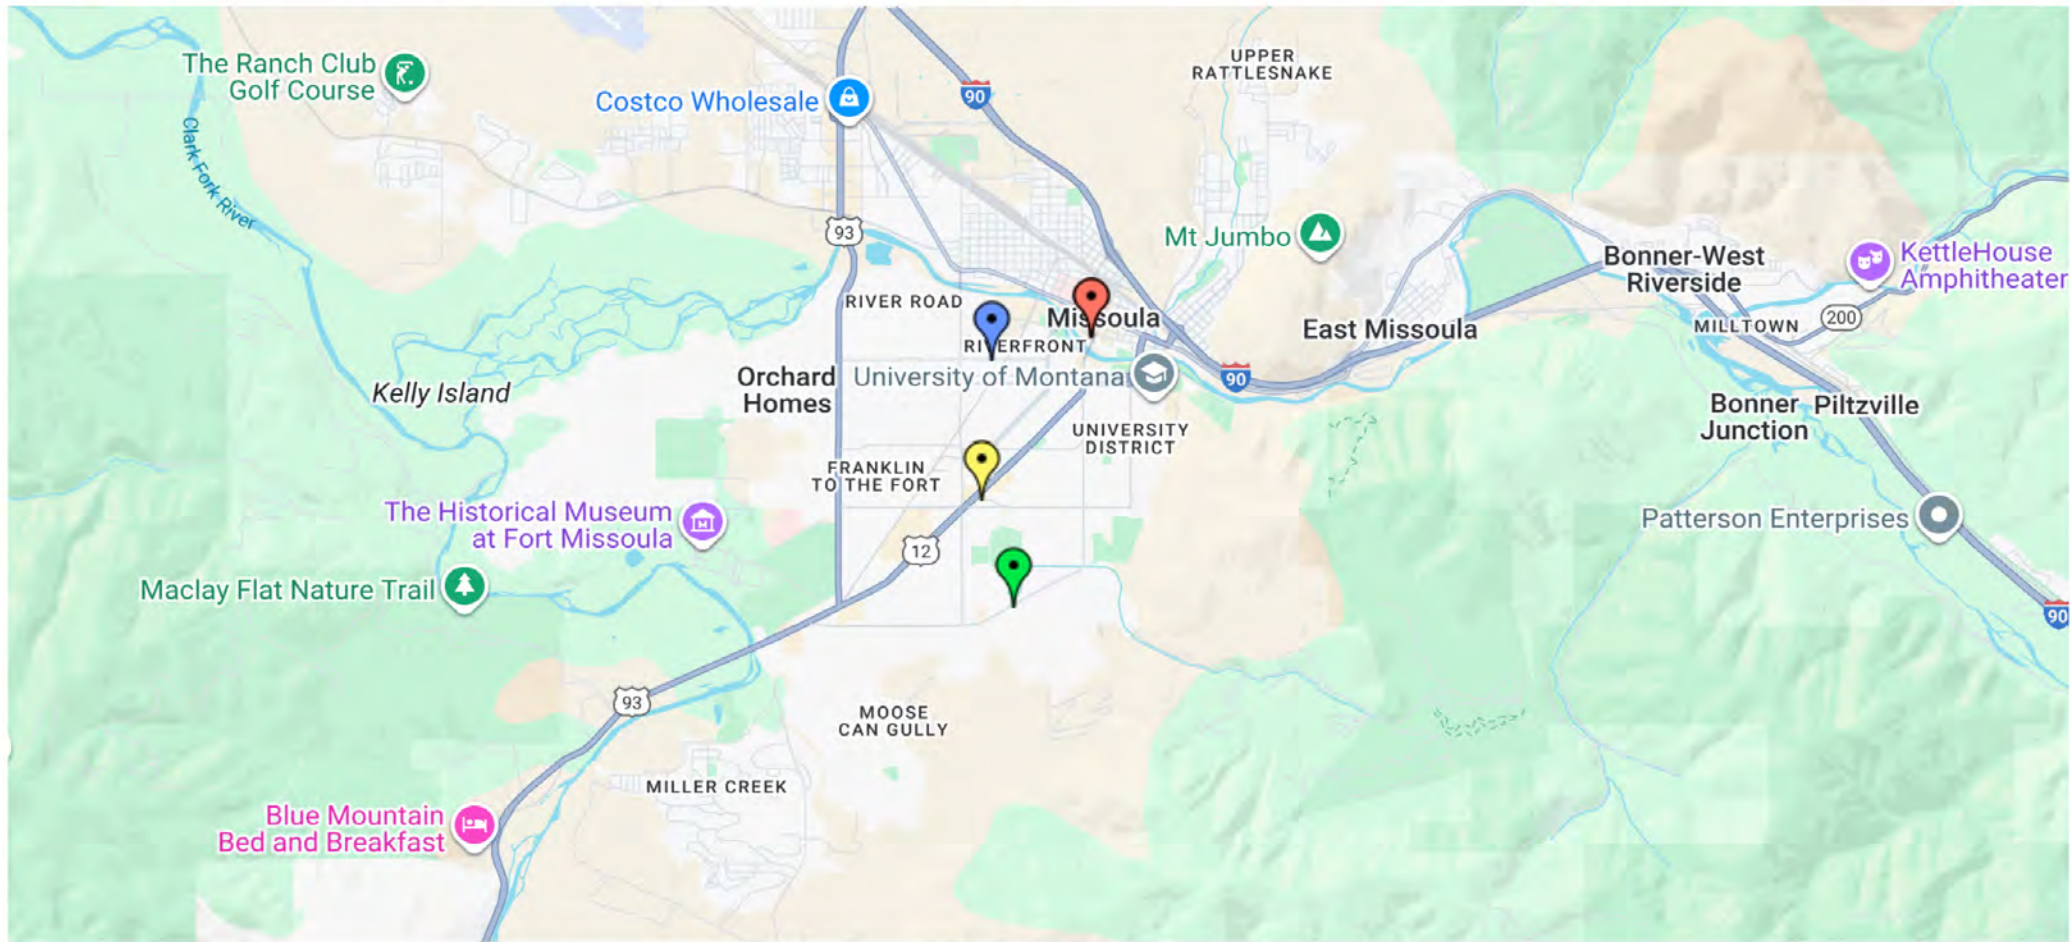 UPPER
RATTLESNAKE
The Ranch Club
Golf Course
Costco Wholesale
90
Clark Fork River
93
Mt Jumbo
Bonner-West
Riverside
KettleHouse
Amphitheater
RIVER ROAD
Missoula
East Missoula
MILLTOWN
200
RIVERFRONT
Kelly Island
Orchard
Homes
University of Montana
90
Bonner
Junction
Piltzville
UNIVERSITY
DISTRICT
FRANKLIN
TO THE FORT
The Historical Museum
at Fort Missoula
12
Patterson Enterprises
Maclay Flat Nature Trail
90
93
MOOSE
CAN GULLY
MILLER CREEK
Blue Mountain
Bed and Breakfast